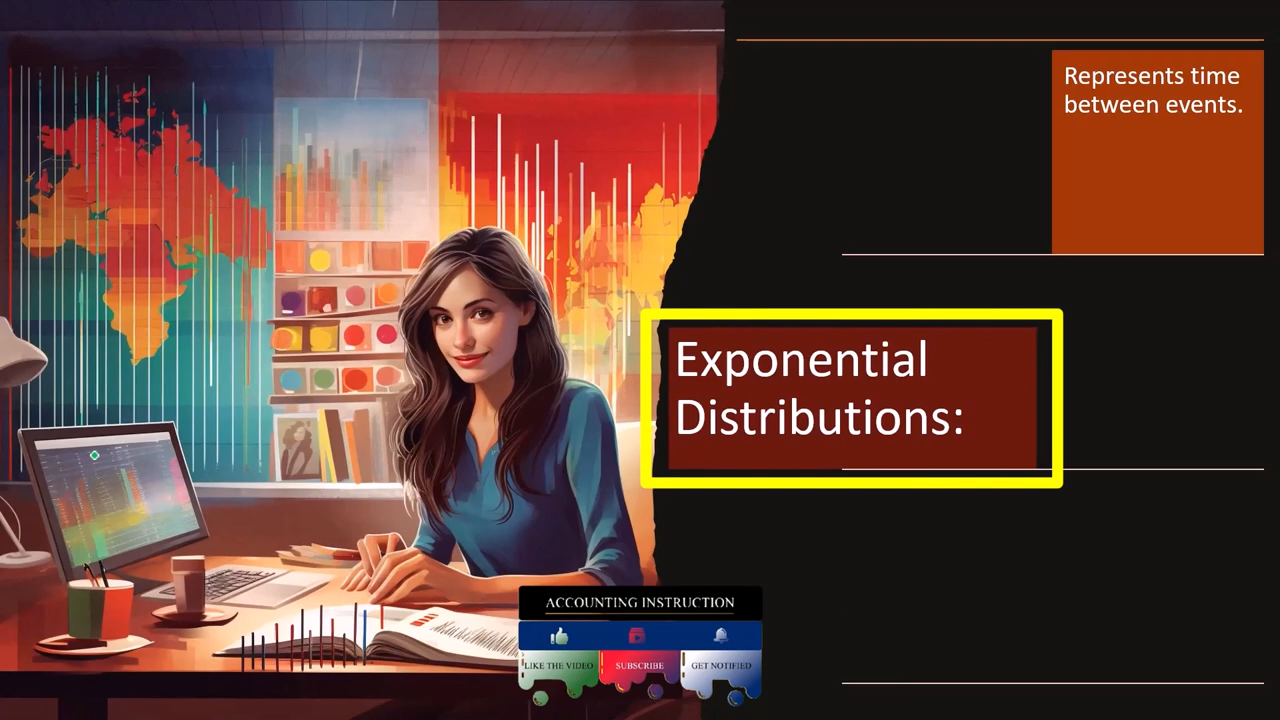 Represents time
between events.
Exponential
Distributions:
ACCOUNTING INSTRUCTION
LIKE THE VIDEO
SUBSCRIBE
GET NOTIFIED